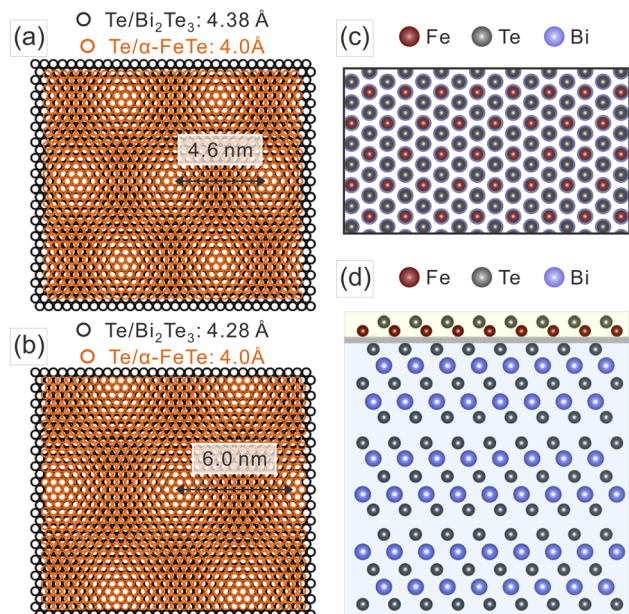 (a)
Te/Bi₂Te₃: 4.38 Å
Te/α-FeTe: 4.0Å
4.6 nm
(b)
Te/Bi₂Te₃: 4.28 Å
Te/α-FeTe: 4.0Å
6.0 nm
(c)
Fe Te Bi
(d)
Fe Te Bi